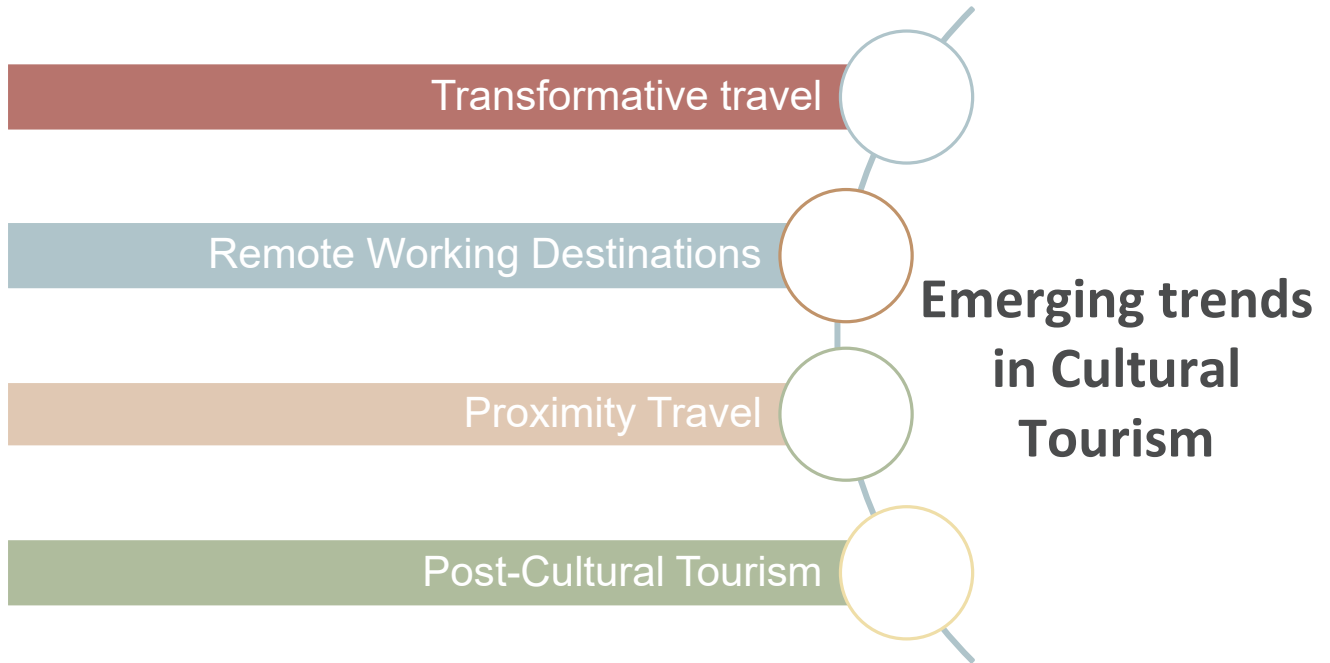 Transformative travel
Remote Working Destinations
Proximity Travel
Post-Cultural Tourism
Emerging trends
in Cultural
Tourism